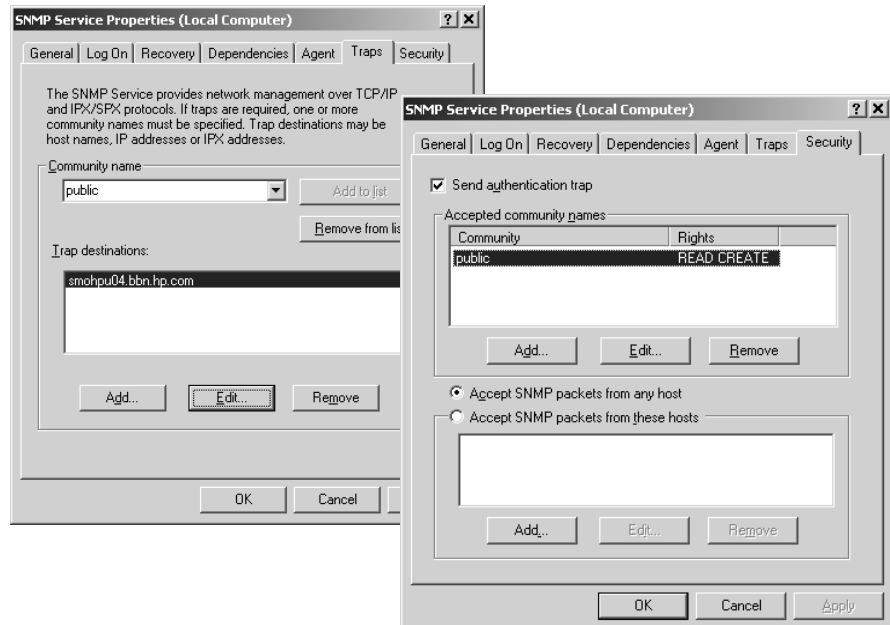 SNMP Service Properties (Local Computer)
General Log On Recovery Dependencies Agent Traps Security
The SNMP Service provides network management over TCP/IP
and IPX/SPX protocols. If traps are required, one or more
community names must be specified. Trap destinations may be
host names, IP addresses or IPX addresses.
Community name
public
Add to list
Remove from lis
Trap destinations:
smohpu04.bbn.hp.com
Add...
Edit...
Remove
OK
Cancel
SNMP Service Properties (Local Computer)
General Log On Recovery Dependencies Agent Traps Security
Send authentication trap
Accepted community names
Community Rights
public READ CREATE
Add...
Edit...
Remove
Accept SNMP packets from any host
Accept SNMP packets from these hosts
Add...
Edit...
Remove
OK
Cancel
Apply